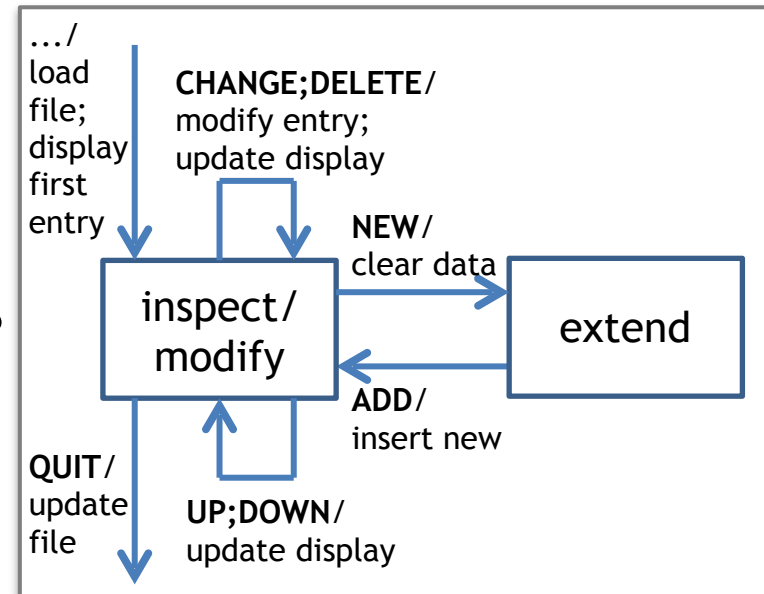 .../
load
file;
display
first
entry
CHANGE;DELETE/
modify entry;
update display
NEW/
clear data
inspect/
modify
extend
ADD/
insert new
QUIT/
update
file
UP;DOWN/
update display